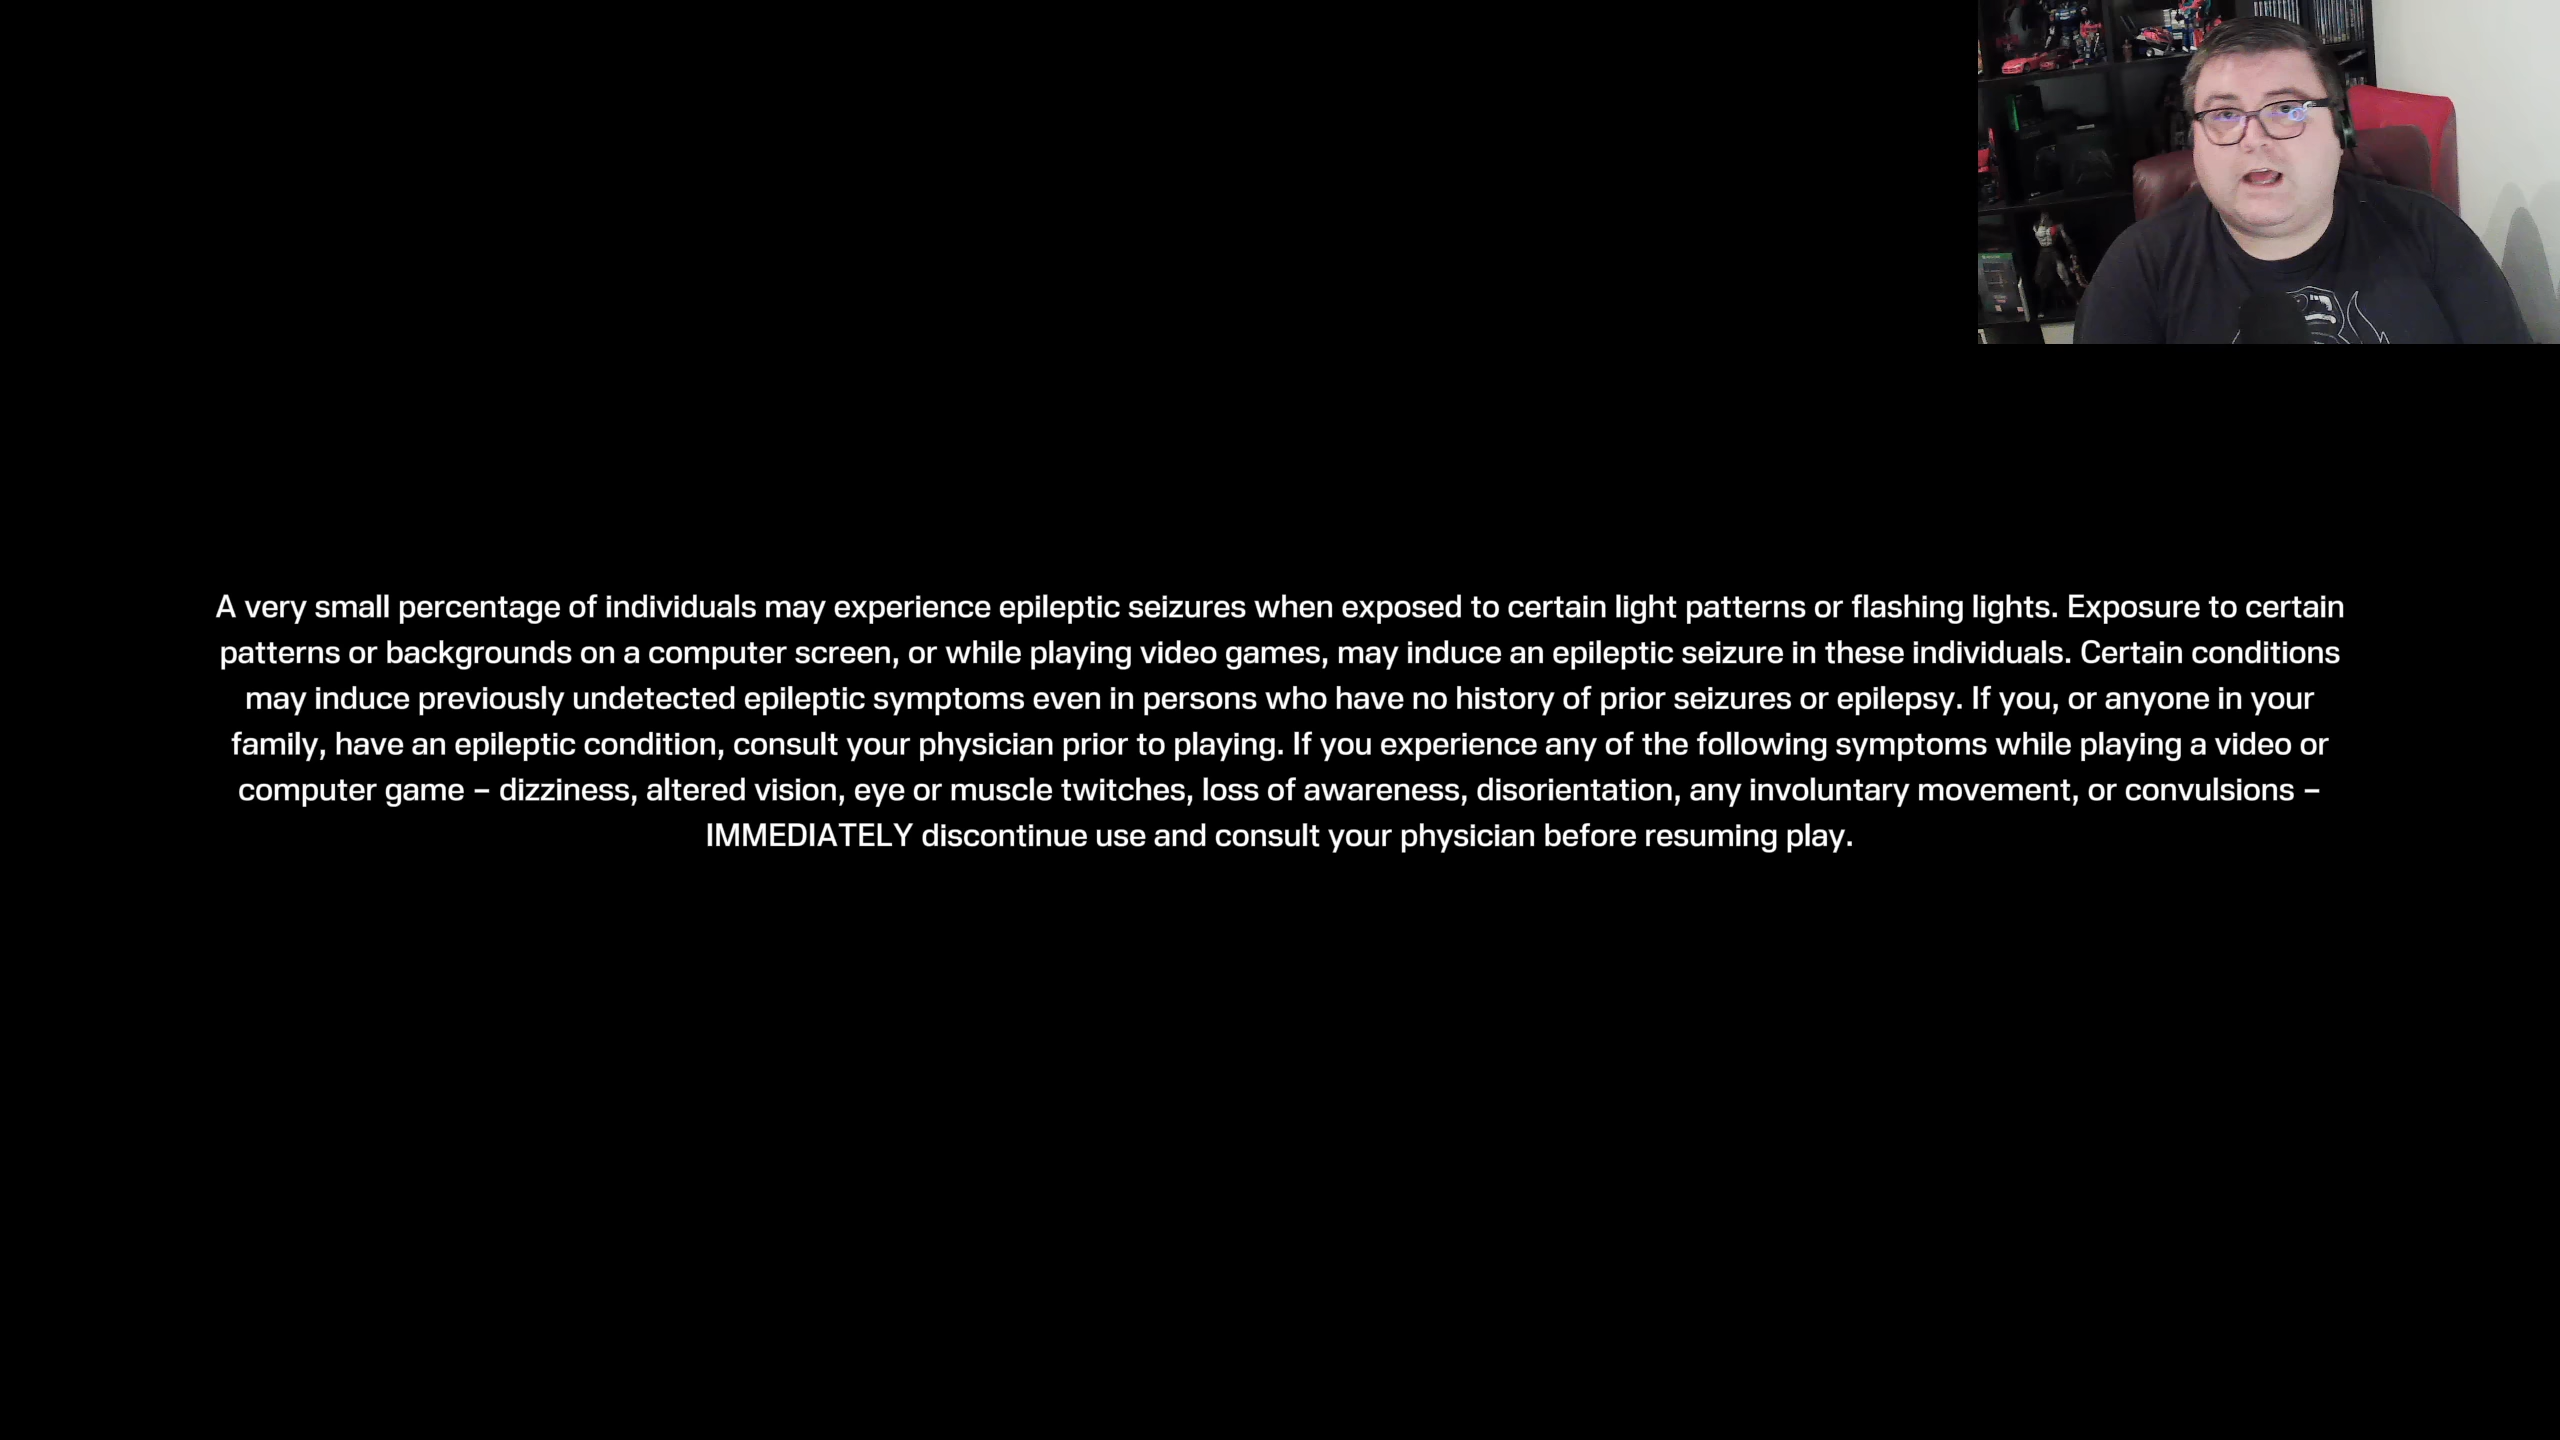 A very small percentage of individuals may experience epileptic seizures when exposed to certain light patterns or flashing lights. Exposure to certain
patterns or backgrounds on a computer screen, or while playing video games, may induce an epileptic seizure in these individuals. Certain conditions
may induce previously undetected epileptic symptoms even in persons who have no history of prior seizures or epilepsy. If you, or anyone in your
family, have an epileptic condition, consult your physician prior to playing. If you experience any of the following symptoms while playing a video or
computer game – dizziness, altered vision, eye or muscle twitches, loss of awareness, disorientation, any involuntary movement, or convulsions –
IMMEDIATELY discontinue use and consult your physician before resuming play.